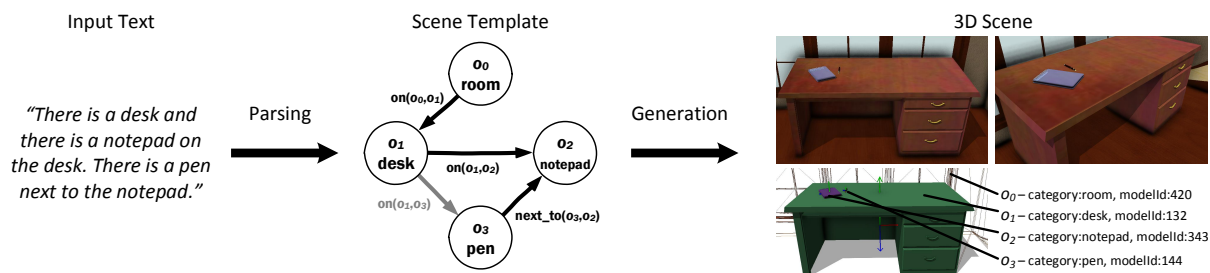 Input Text
Scene Template
3D Scene
“There is a desk and
there is a notepad on
the desk. There is a pen
next to the notepad.”
Parsing
o0
room
on(o0,o1)
o1
desk
on(o1,o2)
o2
notepad
on(o1,o3)
o3
pen
next_to(o3,o2)
Generation
o0 – category:room, modelId:420
o1 – category:desk, modelId:132
o2 – category:notepad, modelId:343
o3 – category:pen, modelId:144